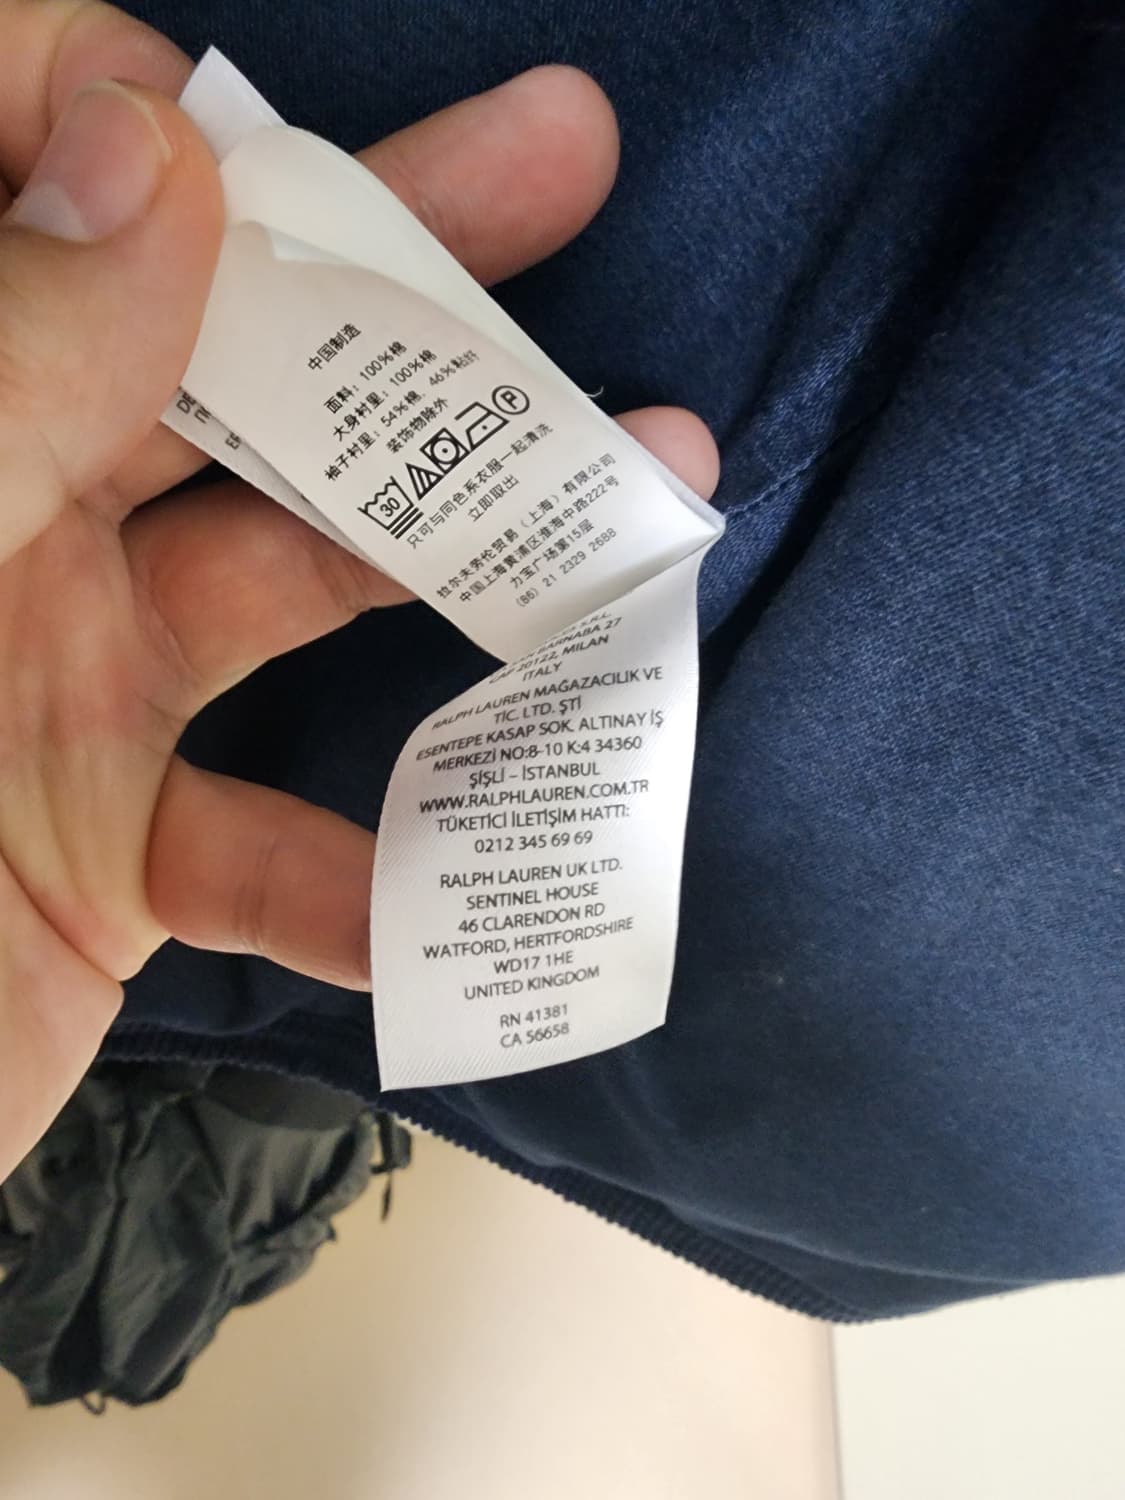 中国制造
面料：100%棉
大身衬里：100%棉
袖子衬里：54%棉，46%粘纤
装饰物除外
30
P
只可与同色系衣服一起清洗
立即取出
拉尔夫劳伦贸易（上海）有限公司
中国上海黄浦区淮海中路222号
力宝广场第15层
(86) 21 2329 2688
S.R.L.
BARNABA 27
CAP 20122, MILAN
ITALY
RALPH LAUREN MAĞAZACILIK VE
TİC. LTD. ŞTİ
ESENTEPE KASAP SOK. ALTINAY İŞ
MERKEZİ NO:8-10 K:4 34360
ŞİŞLİ – İSTANBUL
WWW.RALPHLAUREN.COM.TR
TÜKETİCİ İLETİŞİM HATTI:
0212 345 69 69
RALPH LAUREN UK LTD.
SENTINEL HOUSE
46 CLARENDON RD
WATFORD, HERTFORDSHIRE
WD17 1HE
UNITED KINGDOM
RN 41381
CA 56658